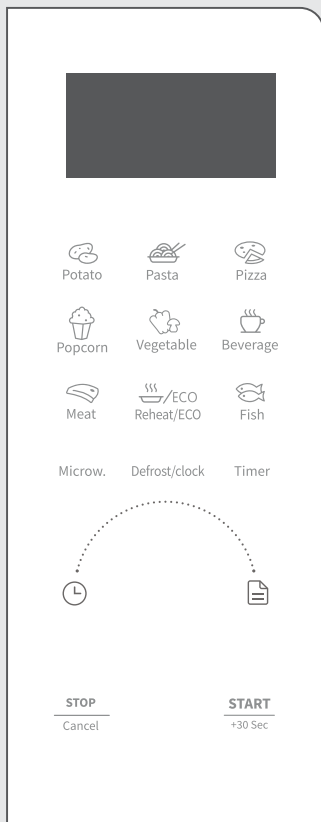 Potato Pasta Pizza
Popcorn Vegetable Beverage
/ECO
Meat Reheat/ECO Fish
Microw. Defrost/clock Timer
STOP START
Cancel +30 Sec